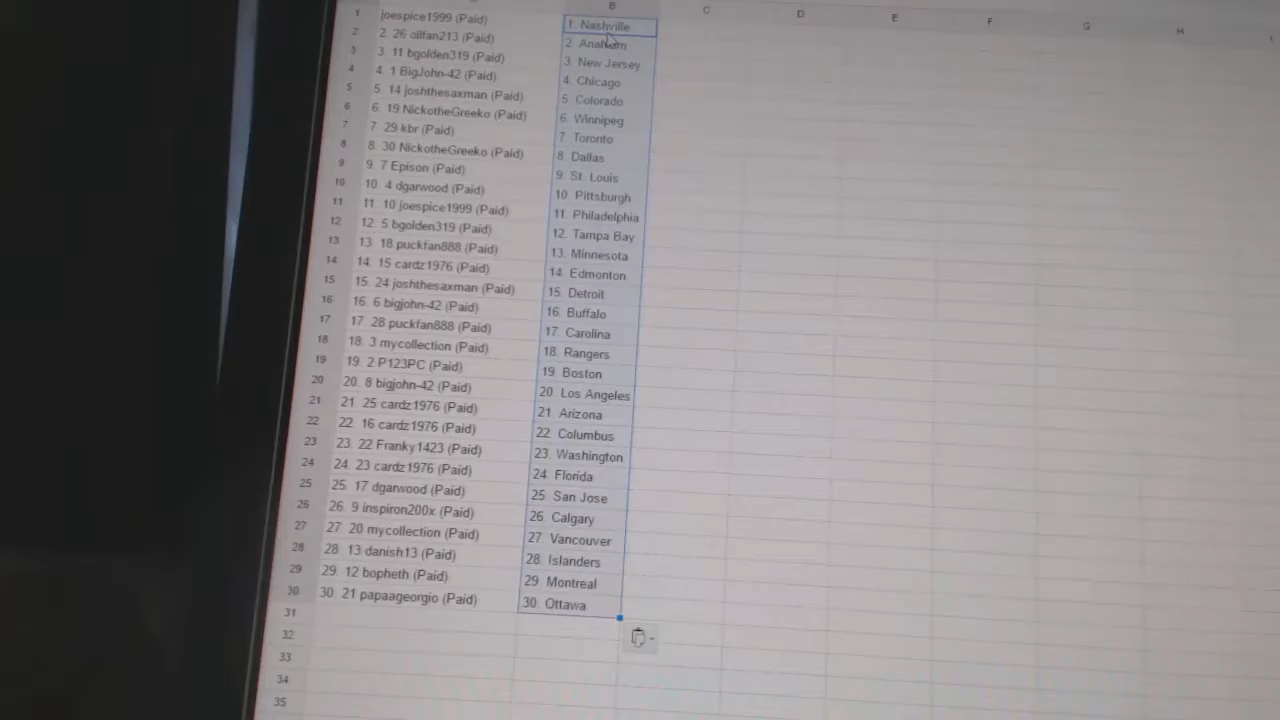 B C D E F G H
1 joespice1999 (Paid) 1 Nashville
2 2. 26 oilfan213 (Paid) 2 Anaheim
3 3. 11 bgolden319 (Paid) 3 New Jersey
4 4. 1 BigJohn-42 (Paid) 4 Chicago
5 5. 14 joshthesaxman (Paid) 5 Colorado
6 6. 19 NickotheGreeko (Paid) 6 Winnipeg
7 7 29 kbr (Paid) 7 Toronto
8 8. 30 NickotheGreeko (Paid) 8 Dallas
9 9. 7 Epison (Paid) 9 St. Louis
10 10. 4 dgarwood (Paid) 10 Pittsburgh
11 11. 10 joespice1999 (Paid) 11. Philadelphia
12 12. 5 bgolden319 (Paid) 12. Tampa Bay
13 13. 18 puckfan888 (Paid) 13. Minnesota
14 14. 15 cardz1976 (Paid) 14 Edmonton
15 15. 24 joshthesaxman (Paid) 15 Detroit
16 16. 6 bigjohn-42 (Paid) 16 Buffalo
17 17 28 puckfan888 (Paid) 17 Carolina
18 18. 3 mycollection (Paid) 18 Rangers
19 19. 2 P123PC (Paid) 19 Boston
20 20. 8 bigjohn-42 (Paid) 20 Los Angeles
21 21. 25 cardz1976 (Paid) 21 Arizona
22 22. 16 cardz1976 (Paid) 22 Columbus
23 23. 22 Franky1423 (Paid) 23. Washington
24 24. 23 cardz1976 (Paid) 24 Florida
25 25. 17 dgarwood (Paid) 25 San Jose
26 26. 9 inspiron200x (Paid) 26 Calgary
27 27. 20 mycollection (Paid) 27 Vancouver
28 28. 13 danish13 (Paid) 28. Islanders
29 29. 12 bopheth (Paid) 29 Montreal
30 30. 21 papaageorgio (Paid) 30. Ottawa
31
32
33
34
35